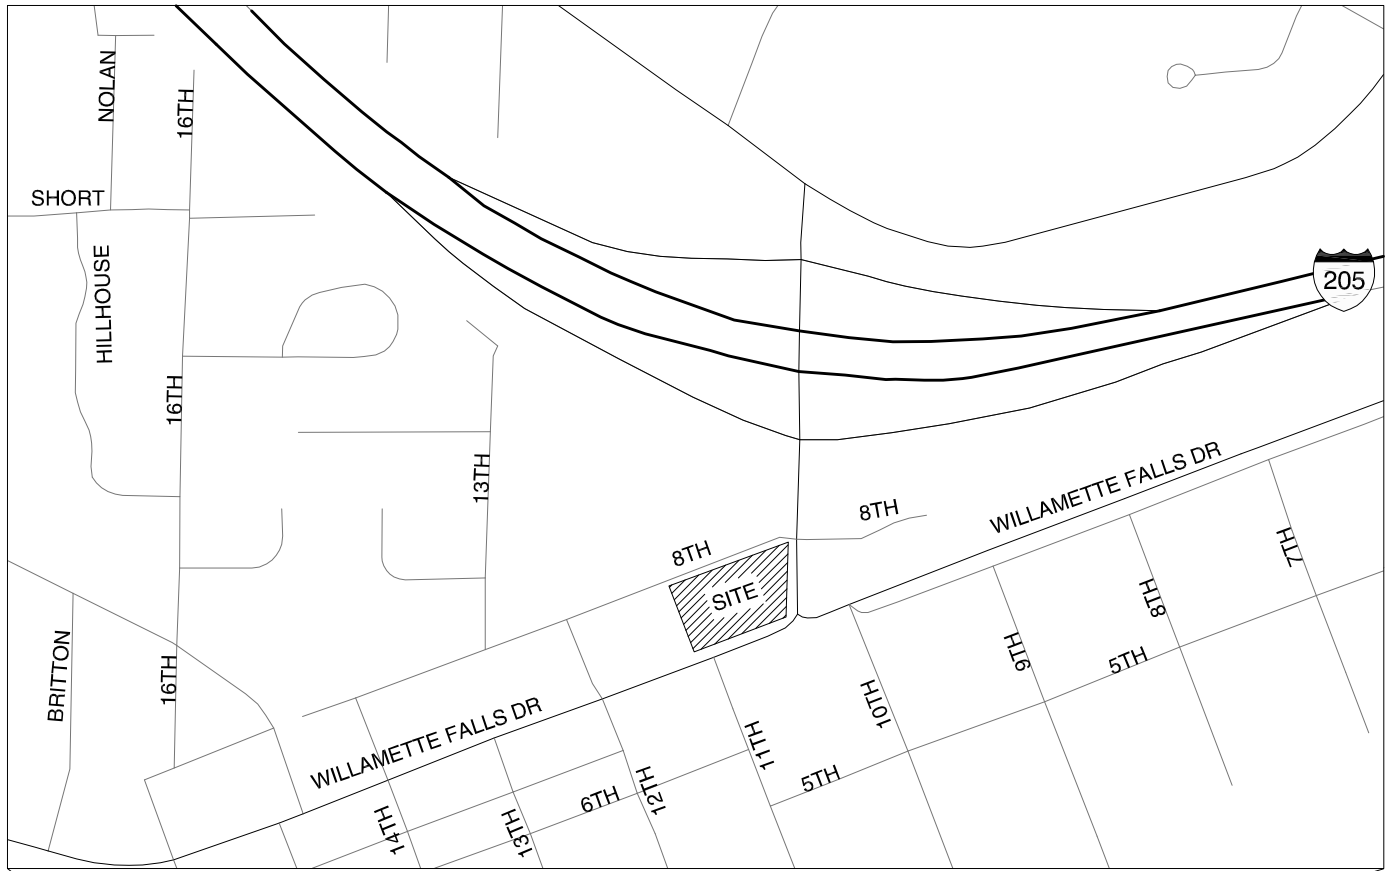 NOLAN
16TH
SHORT
HILLHOUSE
205
16TH
13TH
WILLAMETTE FALLS DR
8TH
8TH
7TH
SITE
8TH
9TH
5TH
BRITTON
16TH
10TH
WILLAMETTE FALLS DR
11TH
5TH
12TH
6TH
14TH
13TH